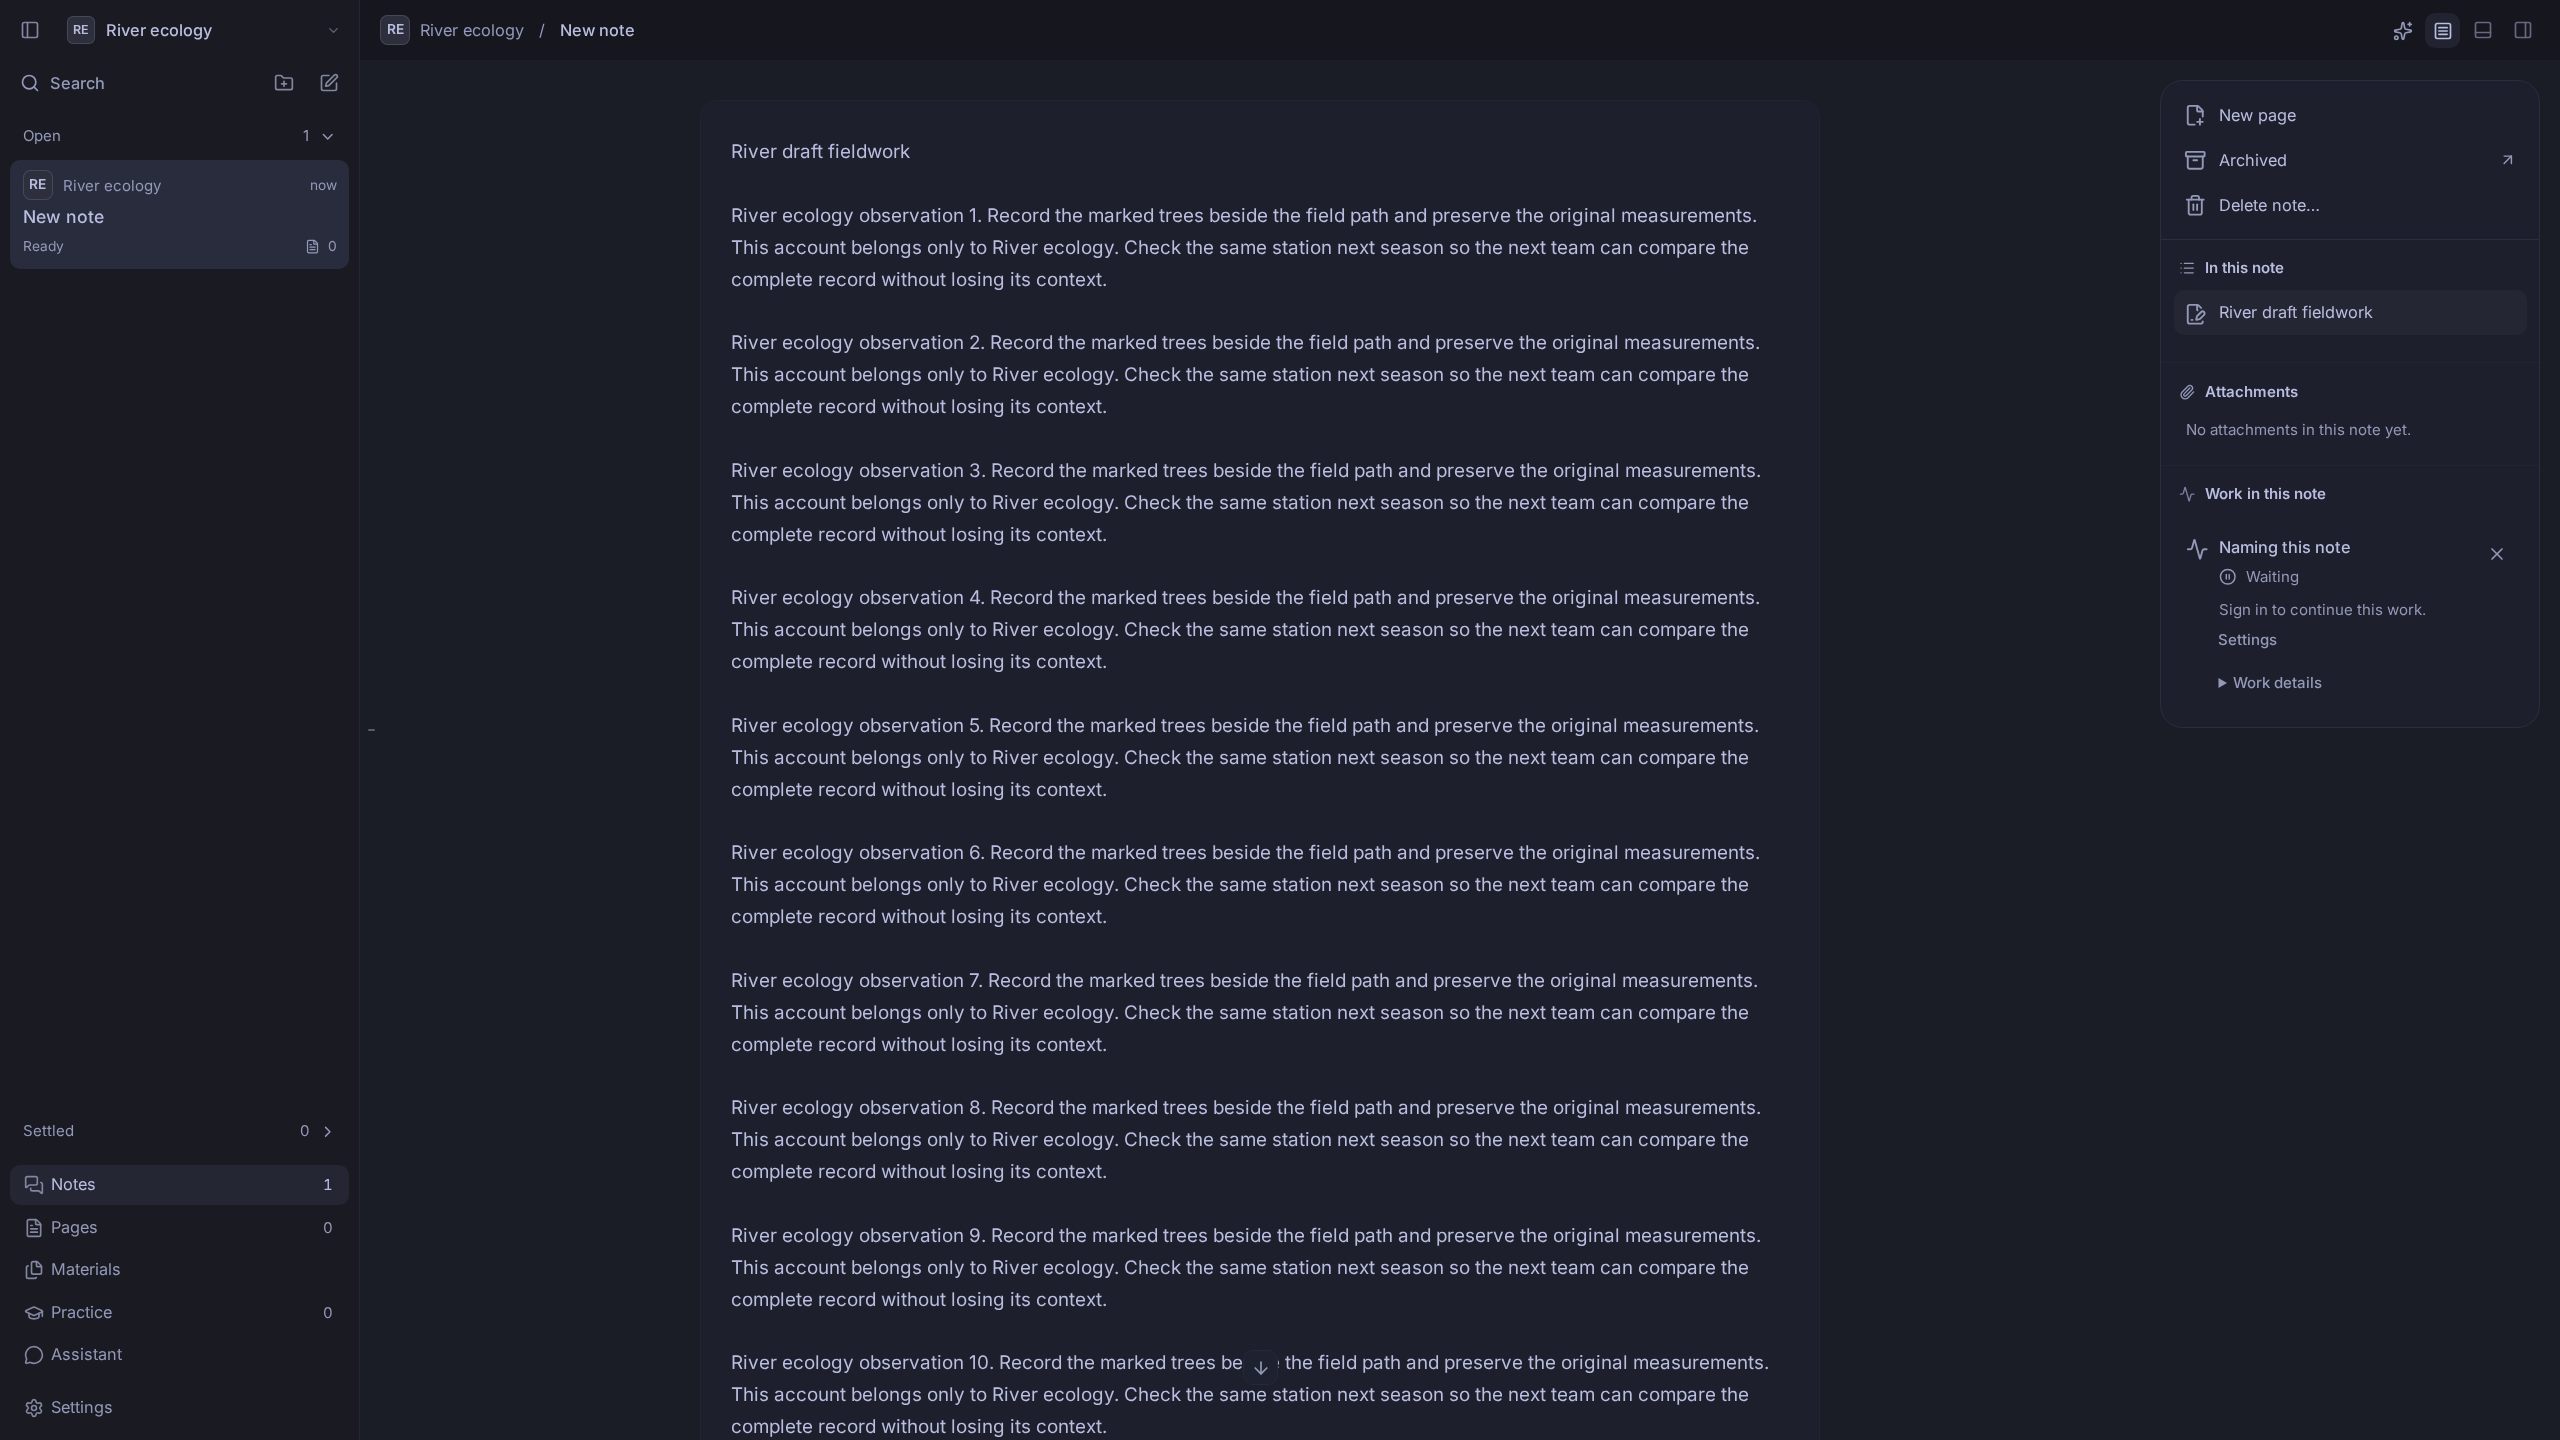 RE River ecology
Search
Open 1
RE River ecology now
New note
Ready 0
Settled 0
Notes 1
Pages 0
Materials
Practice 0
Assistant
Settings
RE River ecology / New note
River draft fieldwork
River ecology observation 1. Record the marked trees beside the field path and preserve the original measurements.
This account belongs only to River ecology. Check the same station next season so the next team can compare the
complete record without losing its context.
River ecology observation 2. Record the marked trees beside the field path and preserve the original measurements.
This account belongs only to River ecology. Check the same station next season so the next team can compare the
complete record without losing its context.
River ecology observation 3. Record the marked trees beside the field path and preserve the original measurements.
This account belongs only to River ecology. Check the same station next season so the next team can compare the
complete record without losing its context.
River ecology observation 4. Record the marked trees beside the field path and preserve the original measurements.
This account belongs only to River ecology. Check the same station next season so the next team can compare the
complete record without losing its context.
River ecology observation 5. Record the marked trees beside the field path and preserve the original measurements.
This account belongs only to River ecology. Check the same station next season so the next team can compare the
complete record without losing its context.
River ecology observation 6. Record the marked trees beside the field path and preserve the original measurements.
This account belongs only to River ecology. Check the same station next season so the next team can compare the
complete record without losing its context.
River ecology observation 7. Record the marked trees beside the field path and preserve the original measurements.
This account belongs only to River ecology. Check the same station next season so the next team can compare the
complete record without losing its context.
River ecology observation 8. Record the marked trees beside the field path and preserve the original measurements.
This account belongs only to River ecology. Check the same station next season so the next team can compare the
complete record without losing its context.
River ecology observation 9. Record the marked trees beside the field path and preserve the original measurements.
This account belongs only to River ecology. Check the same station next season so the next team can compare the
complete record without losing its context.
River ecology observation 10. Record the marked trees be the field path and preserve the original measurements.
This account belongs only to River ecology. Check the same station next season so the next team can compare the
complete record without losing its context.
New page
Archived
Delete note...
In this note
River draft fieldwork
Attachments
No attachments in this note yet.
Work in this note
Naming this note
Waiting
Sign in to continue this work.
Settings
Work details